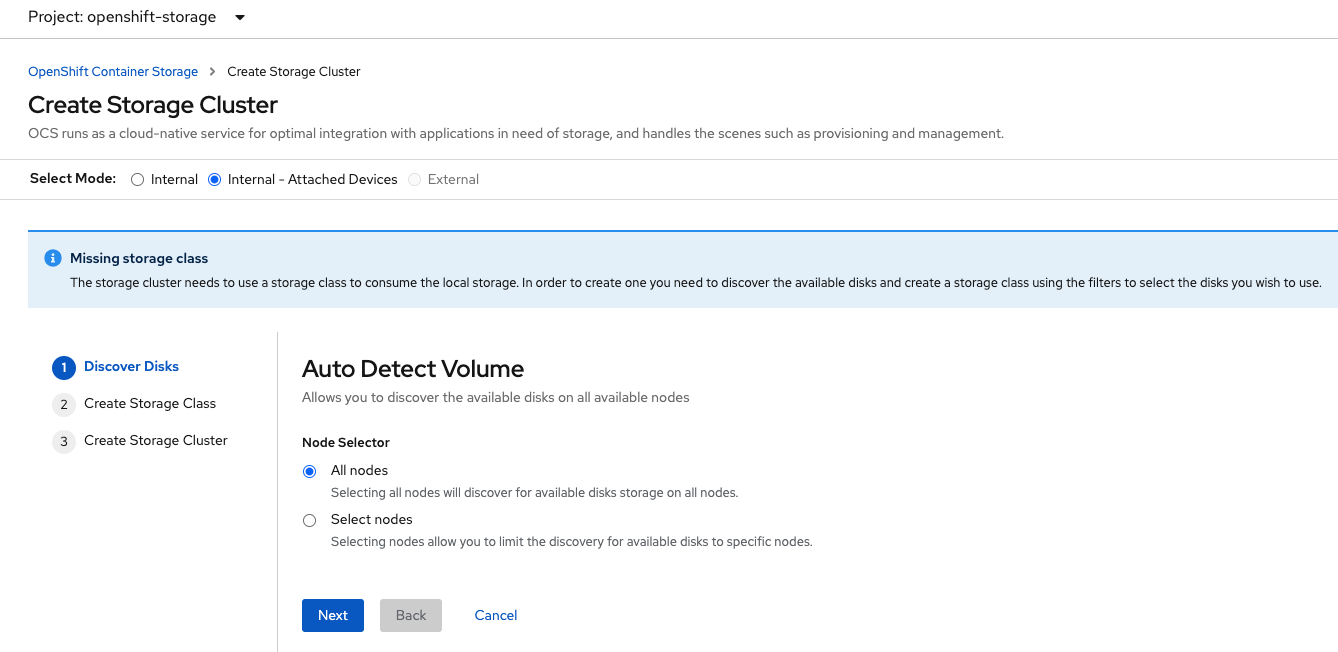 Project: openshift-storage
OpenShift Container Storage > Create Storage Cluster
Create Storage Cluster
OCS runs as a cloud-native service for optimal integration with applications in need of storage, and handles the scenes such as provisioning and management.
Select Mode: Internal Internal - Attached Devices External
Missing storage class
The storage cluster needs to use a storage class to consume the local storage. In order to create one you need to discover the available disks and create a storage class using the filters to select the disks you wish to use.
1 Discover Disks
2 Create Storage Class
3 Create Storage Cluster
Auto Detect Volume
Allows you to discover the available disks on all available nodes
Node Selector
All nodes
Selecting all nodes will discover for available disks storage on all nodes.
Select nodes
Selecting nodes allow you to limit the discovery for available disks to specific nodes.
Next Back Cancel